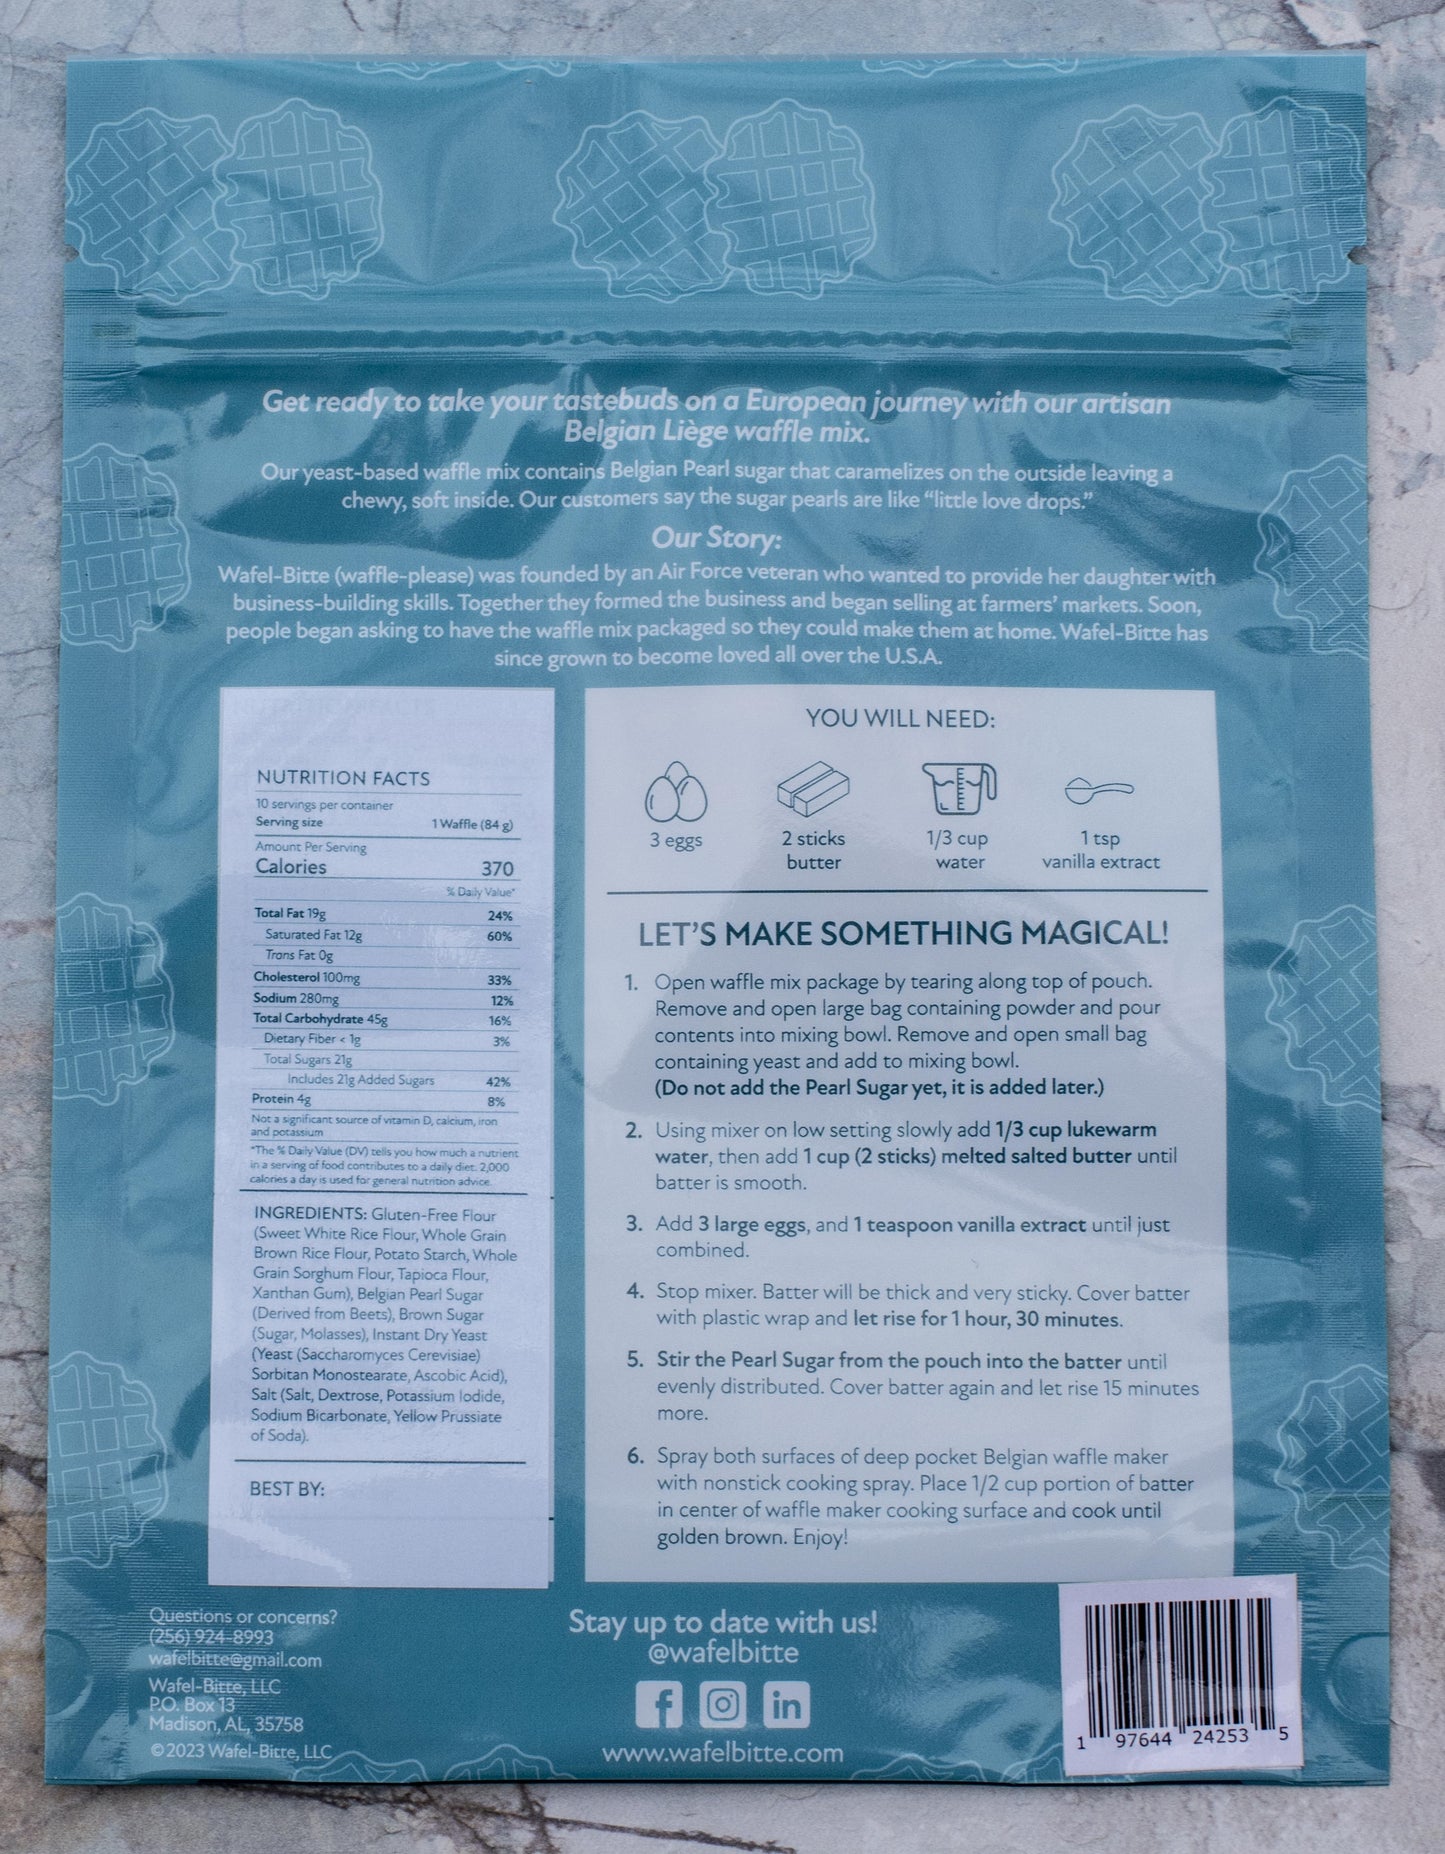 Get ready to take your tastebuds on a European journey with our artisan
Belgian Liège waffle mix.
Our yeast-based waffle mix contains Belgian Pearl sugar that caramelizes on the outside leaving a
chewy, soft inside. Our customers say the sugar pearls are like “little love drops.”
Our Story:
Wafel-Bitte (waffle-please) was founded by an Air Force veteran who wanted to provide her daughter with
business-building skills. Together they formed the business and began selling at farmers’ markets. Soon,
people began asking to have the waffle mix packaged so they could make them at home. Wafel-Bitte has
since grown to become loved all over the U.S.A.
NUTRITION FACTS
10 servings per container
Serving size 1 Waffle (84 g)
Amount Per Serving
Calories 370
% Daily Value*
Total Fat 19g 24%
Saturated Fat 12g 60%
Trans Fat 0g
Cholesterol 100mg 33%
Sodium 280mg 12%
Total Carbohydrate 45g 16%
Dietary Fiber < 1g 3%
Total Sugars 21g
Includes 21g Added Sugars 42%
Protein 4g 8%
Not a significant source of vitamin D, calcium, iron
and potassium
*The % Daily Value (DV) tells you how much a nutrient
in a serving of food contributes to a daily diet. 2,000
calories a day is used for general nutrition advice.
INGREDIENTS: Gluten-Free Flour
(Sweet White Rice Flour, Whole Grain
Brown Rice Flour, Potato Starch, Whole
Grain Sorghum Flour, Tapioca Flour,
Xanthan Gum), Belgian Pearl Sugar
(Derived from Beets), Brown Sugar
(Sugar, Molasses), Instant Dry Yeast
(Yeast (Saccharomyces Cerevisiae)
Sorbitan Monostearate, Ascobic Acid),
Salt (Salt, Dextrose, Potassium Iodide,
Sodium Bicarbonate, Yellow Prussiate
of Soda).
BEST BY:
YOU WILL NEED:
3 eggs
2 sticks
butter
1/3 cup
water
1 tsp
vanilla extract
LET’S MAKE SOMETHING MAGICAL!
1. Open waffle mix package by tearing along top of pouch.
Remove and open large bag containing powder and pour
contents into mixing bowl. Remove and open small bag
containing yeast and add to mixing bowl.
(Do not add the Pearl Sugar yet, it is added later.)
2. Using mixer on low setting slowly add 1/3 cup lukewarm
water, then add 1 cup (2 sticks) melted salted butter until
batter is smooth.
3. Add 3 large eggs, and 1 teaspoon vanilla extract until just
combined.
4. Stop mixer. Batter will be thick and very sticky. Cover batter
with plastic wrap and let rise for 1 hour, 30 minutes.
5. Stir the Pearl Sugar from the pouch into the batter until
evenly distributed. Cover batter again and let rise 15 minutes
more.
6. Spray both surfaces of deep pocket Belgian waffle maker
with nonstick cooking spray. Place 1/2 cup portion of batter
in center of waffle maker cooking surface and cook until
golden brown. Enjoy!
Questions or concerns?
(256) 924-8993
wafelbitte@gmail.com
Wafel-Bitte, LLC
P.O. Box 13
Madison, AL, 35758
©2023 Wafel-Bitte, LLC
Stay up to date with us!
@wafelbitte
f in
www.wafelbitte.com
1 97644 24253 5